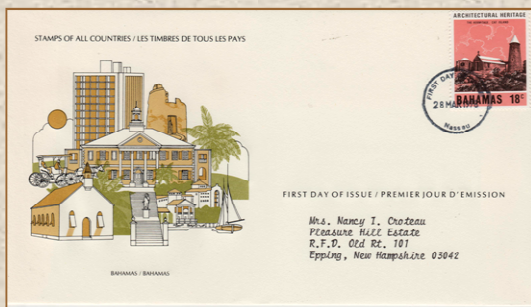 STAMPS OF ALL COUNTRIES / LES TIMBRES DE TOUS LES PAYS
ARCHITECTURAL HERITAGE
BAHAMAS 18c
FIRST DAY
28 MAR 1978
Nassau
FIRST DAY OF ISSUE / PREMIER JOUR D'EMISSION
Mrs. Nancy I. Croteau
Pleasure Hill Estate
R.F.D. Old Rt. 101
Epping, New Hampshire 03042
BAHAMAS / BAHAMAS